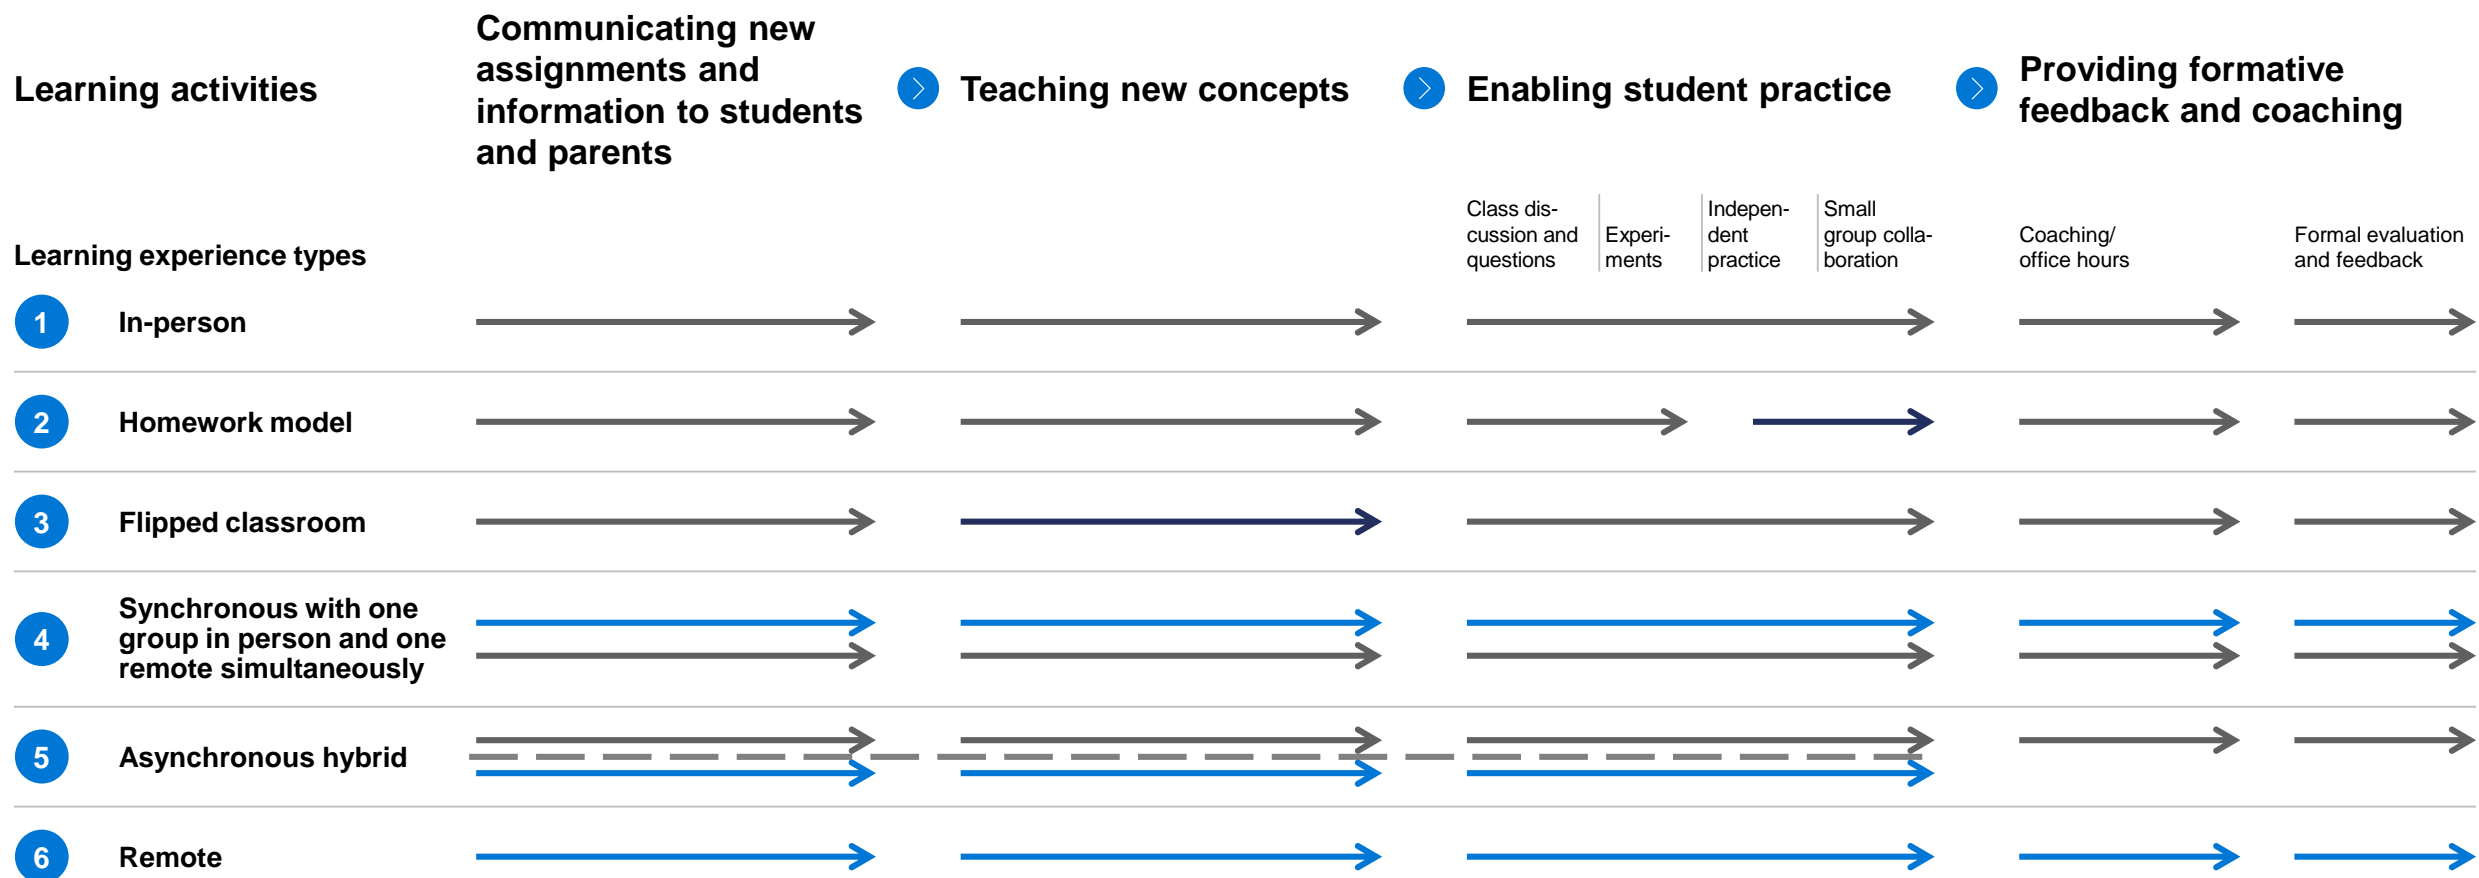 Learning activities
Communicating new
assignments and
information to students
and parents
Teaching new concepts
Enabling student practice
Providing formative
feedback and coaching
Learning experience types
Class dis-
cussion and
questions
Experi-
ments
Indepen-
dent
practice
Small
group colla-
boration
Coaching/
office hours
Formal evaluation
and feedback
1
In-person
2
Homework model
3
Flipped classroom
4
Synchronous with one
group in person and one
remote simultaneously
5
Asynchronous hybrid
6
Remote